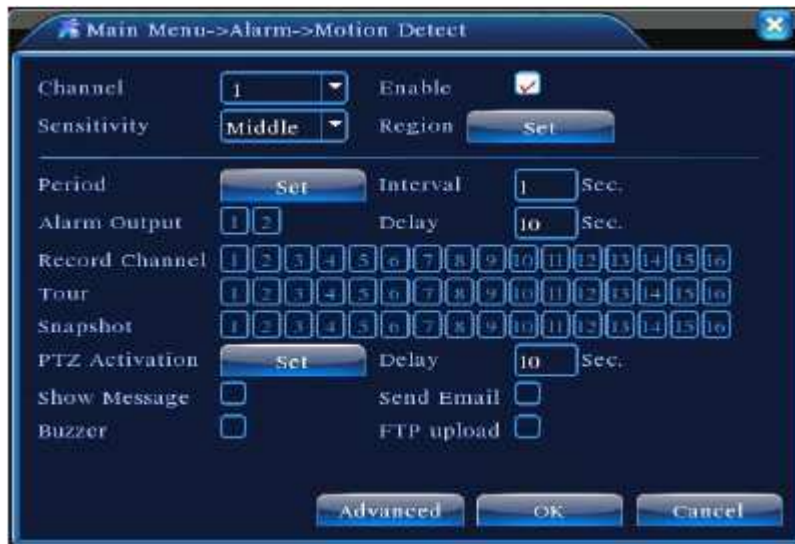 Main Menu->Alarm->Motion Detect
Channel 1 Enable
Sensitivity Middle Region Set
Period Set Interval 1 Sec.
Alarm Output 1 2 Delay 10 Sec.
Record Channel 1 2 3 4 5 6 7 8 9 10 11 12 13 14 15 16
Tour 1 2 3 4 5 6 7 8 9 10 11 12 13 14 15 16
Snapshot 1 2 3 4 5 6 7 8 9 10 11 12 13 14 15 16
PTZ Activation Set Delay 10 Sec.
Show Message Send Email
Buzzer FTP upload
Advanced OK Cancel